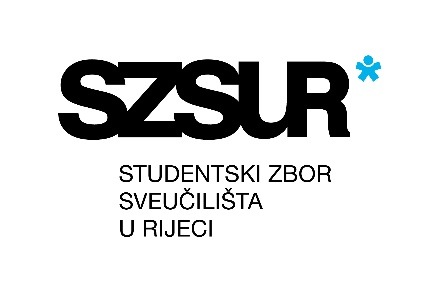 SZSUR*
STUDENTSKI ZBOR
SVEUČILIŠTA
U RIJECI